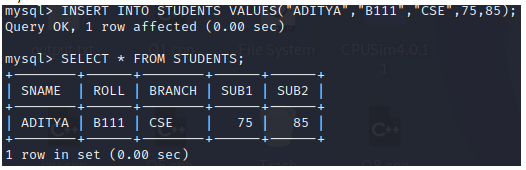 mysql> INSERT INTO STUDENTS VALUES("ADITYA","B111","CSE",75,85);
Query OK, 1 row affected (0.00 sec)
mysql> SELECT * FROM STUDENTS;
+--------+------+--------+------+------+
| SNAME | ROLL | BRANCH | SUB1 | SUB2 |
+--------+------+--------+------+------+
| ADITYA | B111 | CSE | 75 | 85 |
+--------+------+--------+------+------+
1 row in set (0.00 sec)